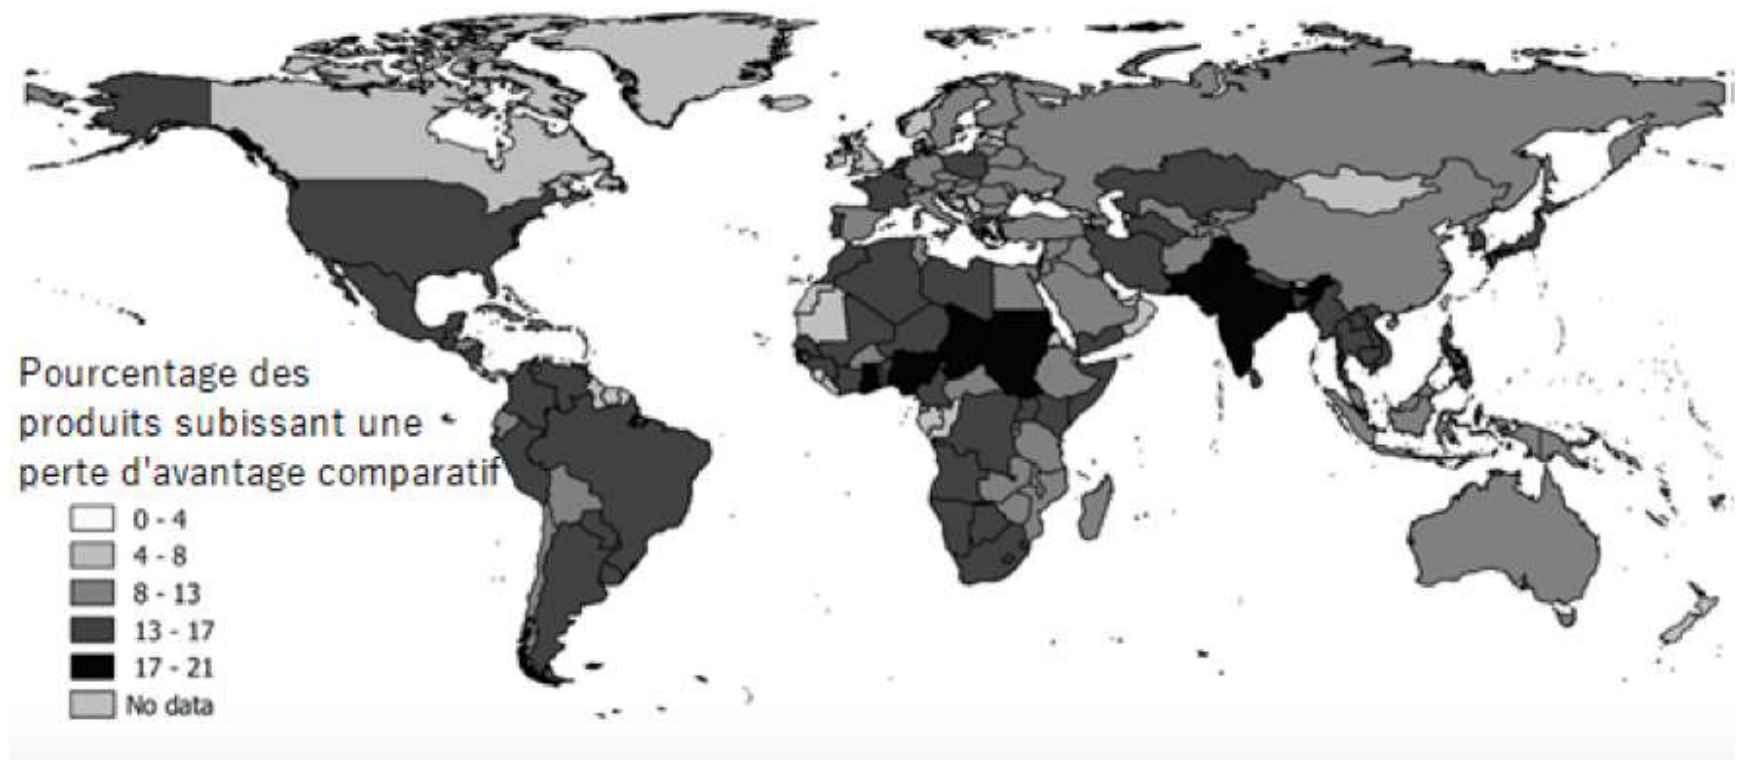 Pourcentage des
produits subissant une
perte d'avantage comparatif
0 - 4
4 - 8
8 - 13
13 - 17
17 - 21
No data